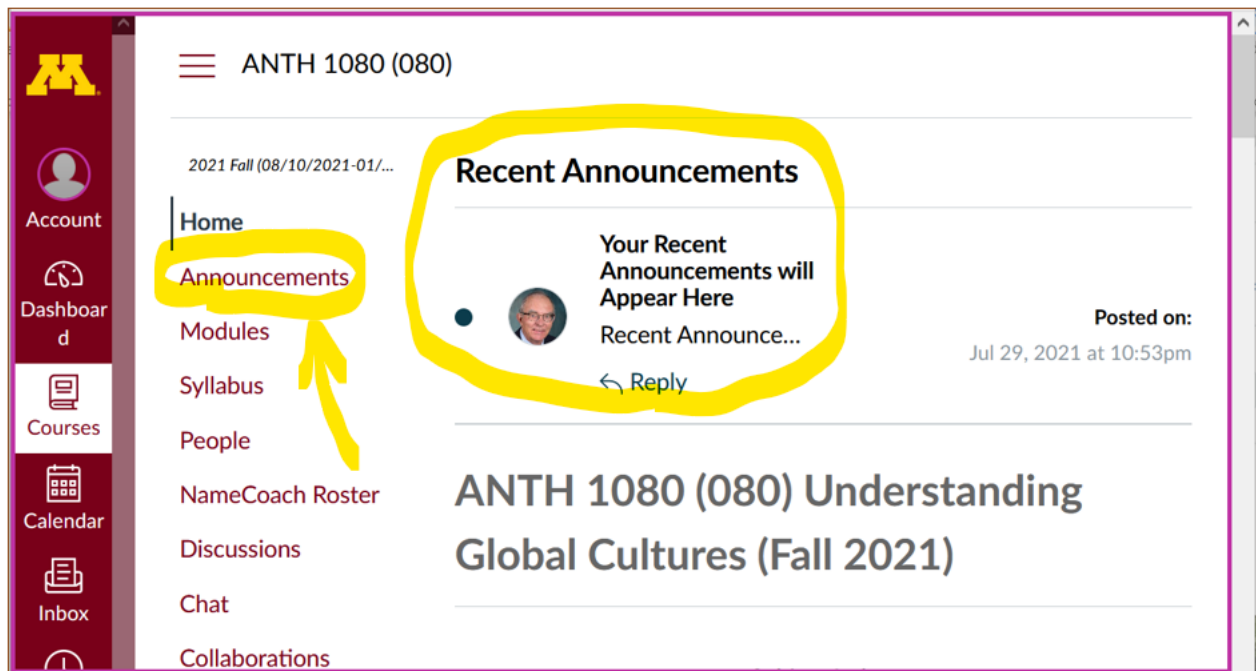 M
ANTH 1080 (080)
Account
Dashboar
d
Courses
Calendar
Inbox
2021 Fall (08/10/2021-01/...
Home
Announcements
Modules
Syllabus
People
NameCoach Roster
Discussions
Chat
Collaborations
Recent Announcements
Your Recent
Announcements will
Appear Here
Recent Announce...
Reply
Posted on:
Jul 29, 2021 at 10:53pm
ANTH 1080 (080) Understanding
Global Cultures (Fall 2021)